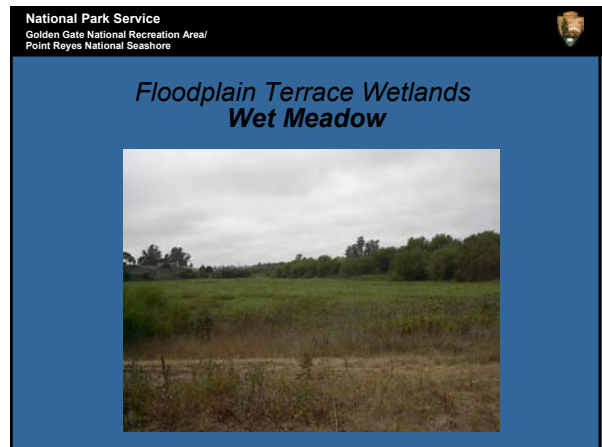 National Park Service
Golden Gate National Recreation Area/
Point Reyes National Seashore
Floodplain Terrace Wetlands
Wet Meadow